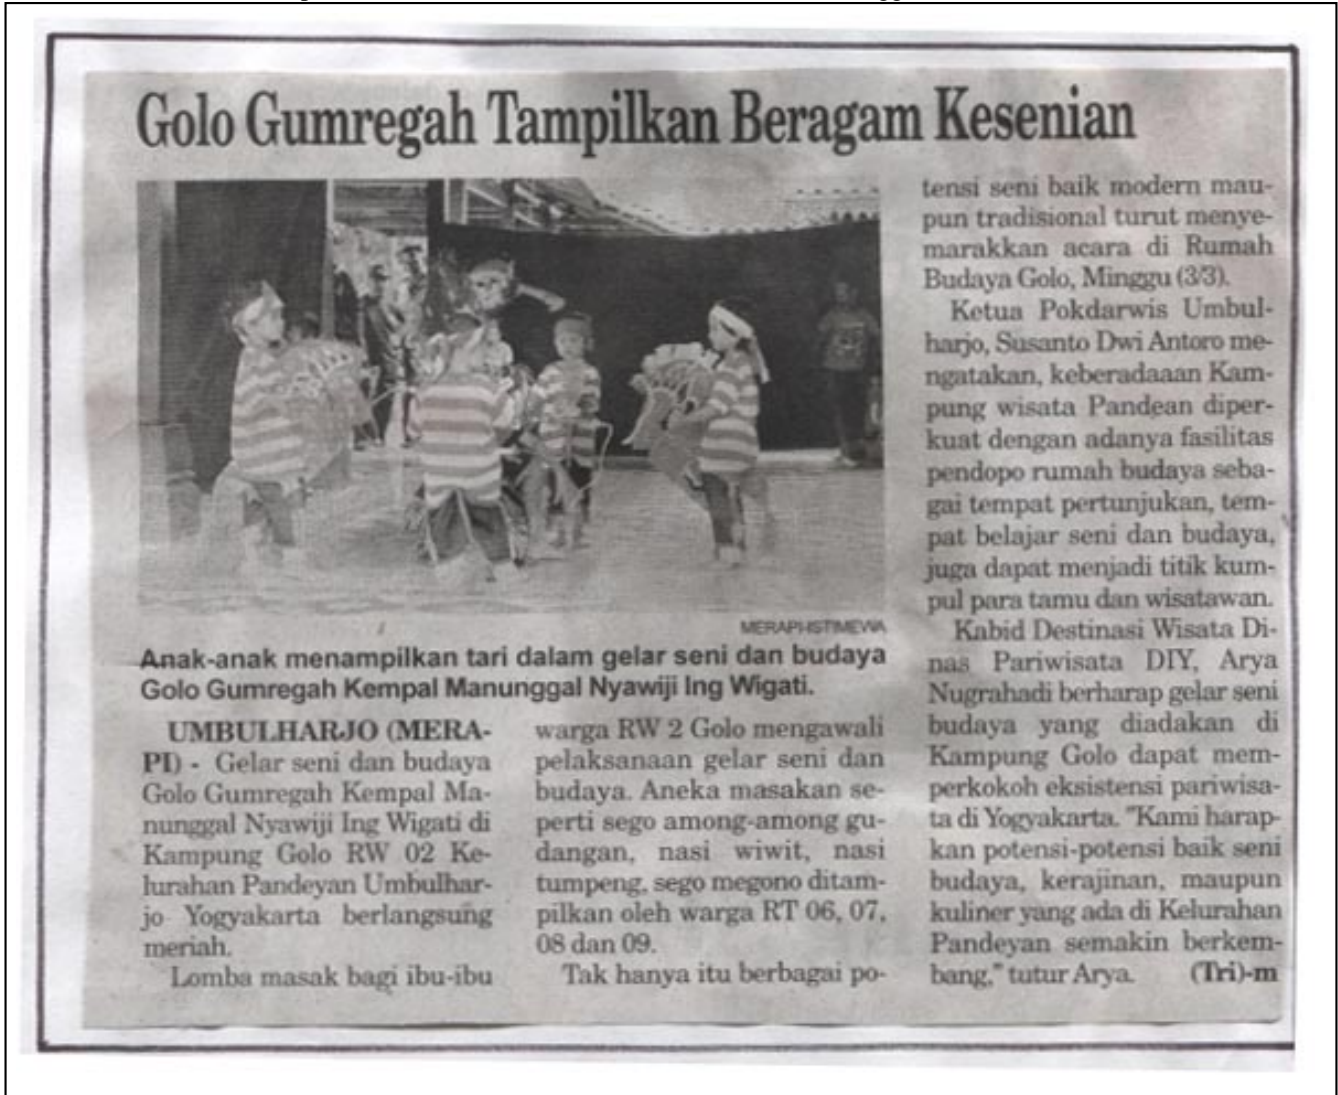 Golo Gumregah Tampilkan Beragam Kesenian
MERAPI-ISTIMEWA
Anak-anak menampilkan tari dalam gelar seni dan budaya
Golo Gumregah Kempal Manunggal Nyawiji Ing Wigati.
UMBULHARJO (MERA-
PI) - Gelar seni dan budaya
Golo Gumregah Kempal Ma-
nunggal Nyawiji Ing Wigati di
Kampung Golo RW 02 Ke-
lurahan Pandeyan Umbulhar-
jo Yogyakarta berlangsung
meriah.
Lomba masak bagi ibu-ibu
warga RW 2 Golo mengawali
pelaksanaan gelar seni dan
budaya. Aneka masakan se-
perti sego among-among gu-
dangan, nasi wiwit, nasi
tumpeng, sego megono ditam-
pilkan oleh warga RT 06, 07,
08 dan 09.
Tak hanya itu berbagai po-
tensi seni baik modern mau-
pun tradisional turut menye-
marakkan acara di Rumah
Budaya Golo, Minggu (3/3).
Ketua Pokdarwis Umbul-
harjo, Susanto Dwi Antoro me-
ngatakan, keberadaaan Kam-
pung wisata Pandean diper-
kuat dengan adanya fasilitas
pendopo rumah budaya seba-
gai tempat pertunjukan, tem-
pat belajar seni dan budaya,
juga dapat menjadi titik kum-
pul para tamu dan wisatawan.
Kabid Destinasi Wisata Di-
nas Pariwisata DIY, Arya
Nugrahadi berharap gelar seni
budaya yang diadakan di
Kampung Golo dapat mem-
perkokoh eksistensi pariwisa-
ta di Yogyakarta. "Kami harap-
kan potensi-potensi baik seni
budaya, kerajinan, maupun
kuliner yang ada di Kelurahan
Pandeyan semakin berkem-
bang," tutur Arya. (Tri)-m